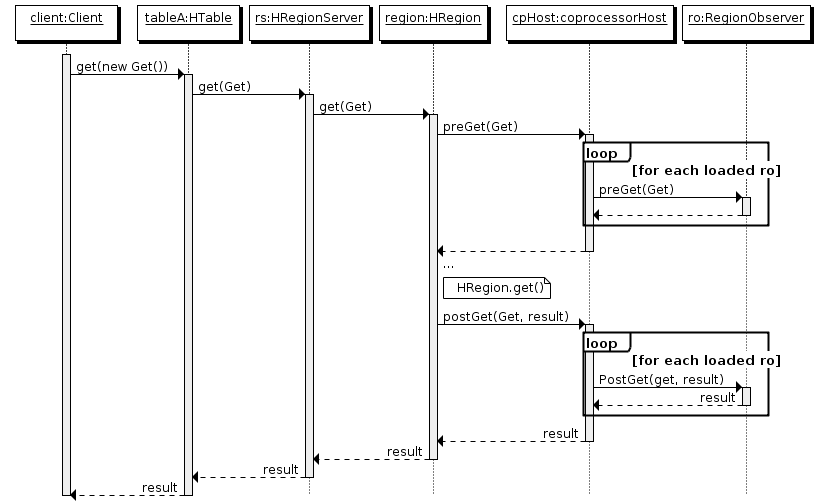 client:Client
tableA:HTable
rs:HRegionServer
region:HRegion
cpHost:coprocessorHost
ro:RegionObserver
get(new Get())
get(Get)
get(Get)
preGet(Get)
loop
[for each loaded ro]
preGet(Get)
...
HRegion.get()
postGet(Get, result)
loop
[for each loaded ro]
PostGet(get, result)
result
result
result
result
result